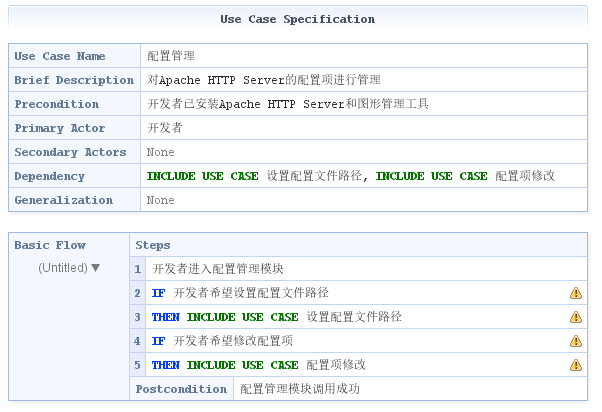 Use Case Specification
Use Case Name 配置管理
Brief Description 对Apache HTTP Server的配置项进行管理
Precondition 开发者已安装Apache HTTP Server和图形管理工具
Primary Actor 开发者
Secondary Actors None
Dependency INCLUDE USE CASE 设置配置文件路径, INCLUDE USE CASE 配置项修改
Generalization None
Basic Flow Steps
(Untitled) ▼
1 开发者进入配置管理模块
2 IF 开发者希望设置配置文件路径
3 THEN INCLUDE USE CASE 设置配置文件路径
4 IF 开发者希望修改配置项
5 THEN INCLUDE USE CASE 配置项修改
Postcondition 配置管理模块调用成功